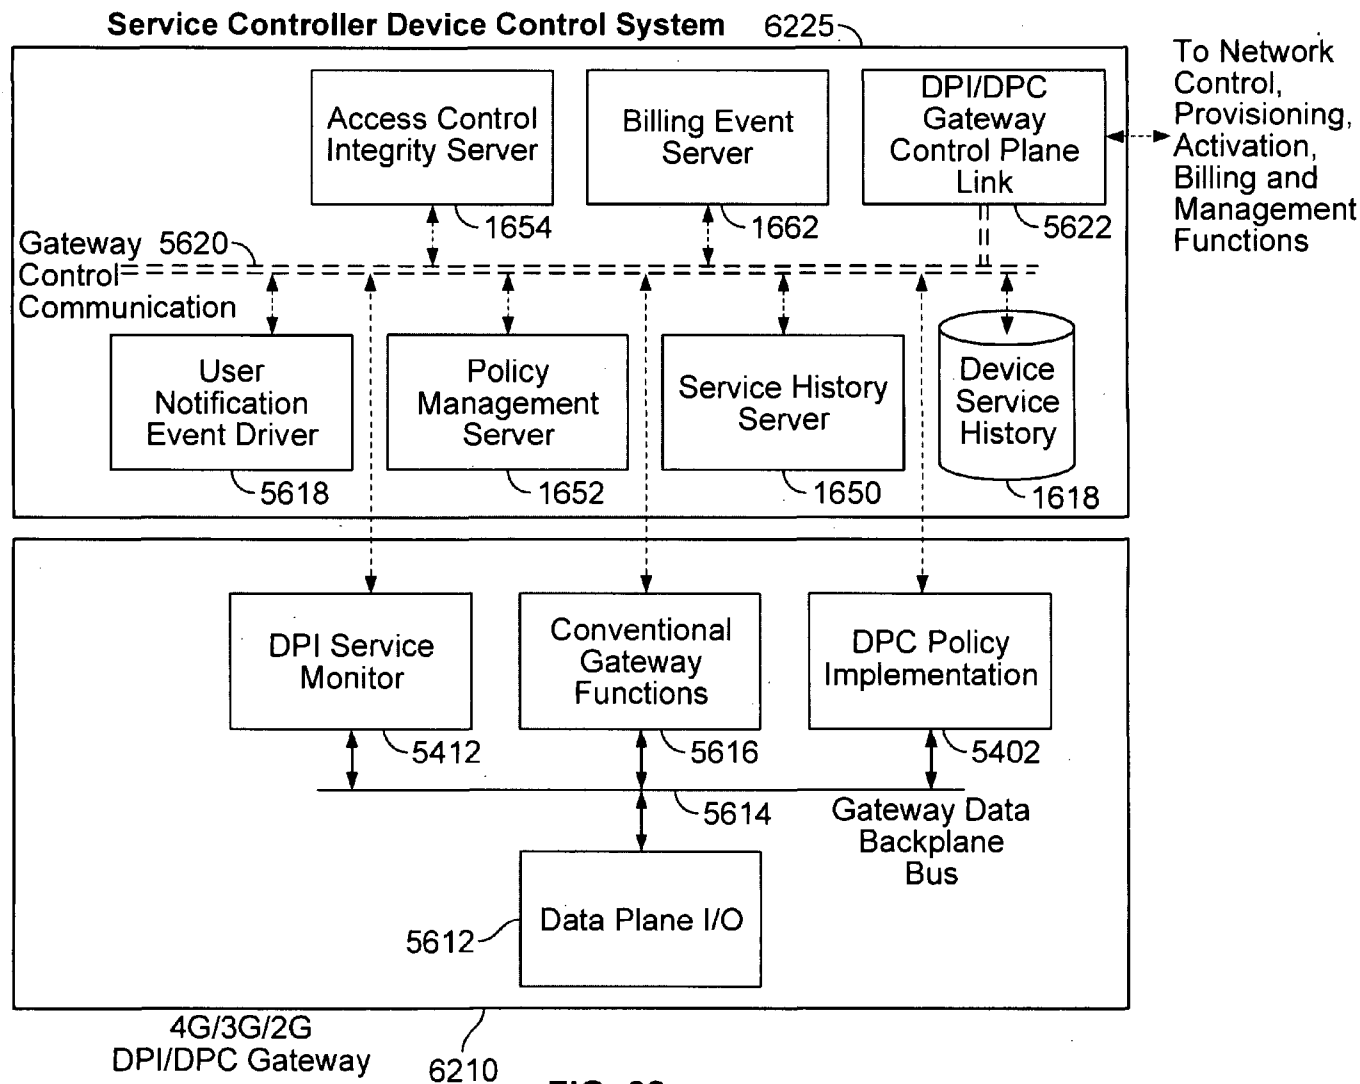 Service Controller Device Control System
6225
To Network
Control,
Provisioning,
Activation,
Billing and
Management
Functions
Access Control
Integrity Server
1654
Billing Event
Server
1662
DPI/DPC
Gateway
Control Plane
Link
5622
Gateway
Control
Communication
5620
User
Notification
Event Driver
5618
Policy
Management
Server
1652
Service History
Server
1650
Device
Service
History
1618
DPI Service
Monitor
5412
Conventional
Gateway
Functions
5616
DPC Policy
Implementation
5402
5614
Gateway Data
Backplane
Bus
Data Plane I/O
5612
4G/3G/2G
DPI/DPC Gateway
6210